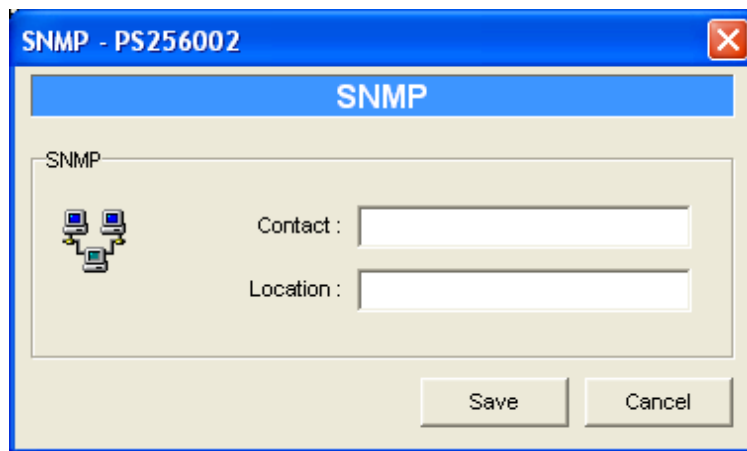 SNMP - PS256002
SNMP
SNMP
Contact :
Location :
Save
Cancel